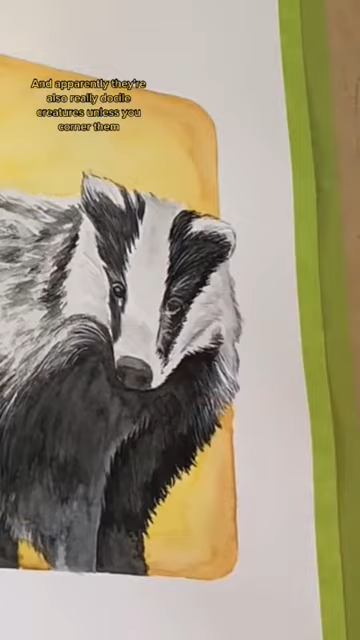 And apparently they're
also really docile
creatures unless you
corner them